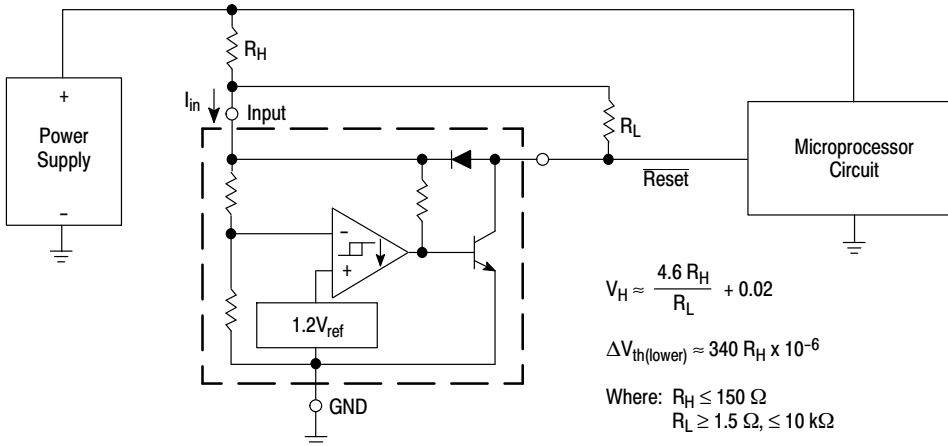 R_H
+
Power
Supply
−
I_in
Input
R_L
Reset
Microprocessor
Circuit
−
+
1.2V_ref
GND
V_H ≈ 4.6 R_H / R_L + 0.02
ΔV_th(lower) ≈ 340 R_H x 10^−6
Where: R_H ≤ 150 Ω
R_L ≥ 1.5 Ω, ≤ 10 kΩ